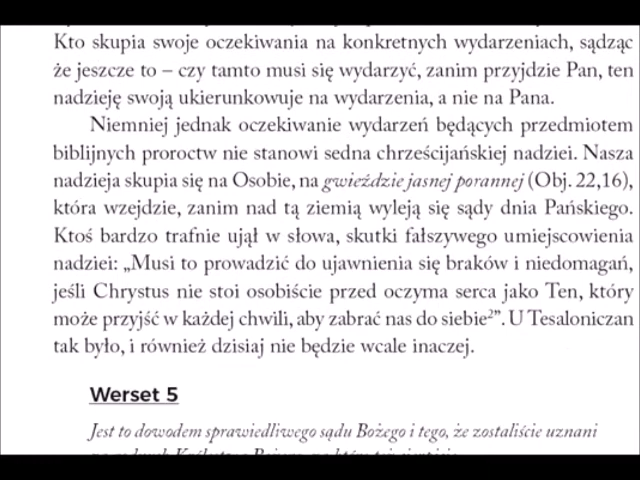 Kto skupia swoje oczekiwania na konkretnych wydarzeniach, sądząc
że jeszcze to – czy tamto musi się wydarzyć, zanim przyjdzie Pan, ten
nadzieję swoją ukierunkowuje na wydarzenia, a nie na Pana.
Niemniej jednak oczekiwanie wydarzeń będących przedmiotem
biblijnych proroctw nie stanowi sedna chrześcijańskiej nadziei. Nasza
nadzieja skupia się na Osobie, na gwieździe jasnej porannej (Obj. 22,16),
która wzejdzie, zanim nad tą ziemią wyleją się sądy dnia Pańskiego.
Ktoś bardzo trafnie ujął w słowa, skutki fałszywego umiejscowienia
nadziei: „Musi to prowadzić do ujawnienia się braków i niedomagań,
jeśli Chrystus nie stoi osobiście przed oczyma serca jako Ten, który
może przyjść w każdej chwili, aby zabrać nas do siebie²”. U Tesaloniczan
tak było, i również dzisiaj nie będzie wcale inaczej.
Werset 5
Jest to dowodem sprawiedliwego sądu Bożego i tego, że zostaliście uznani